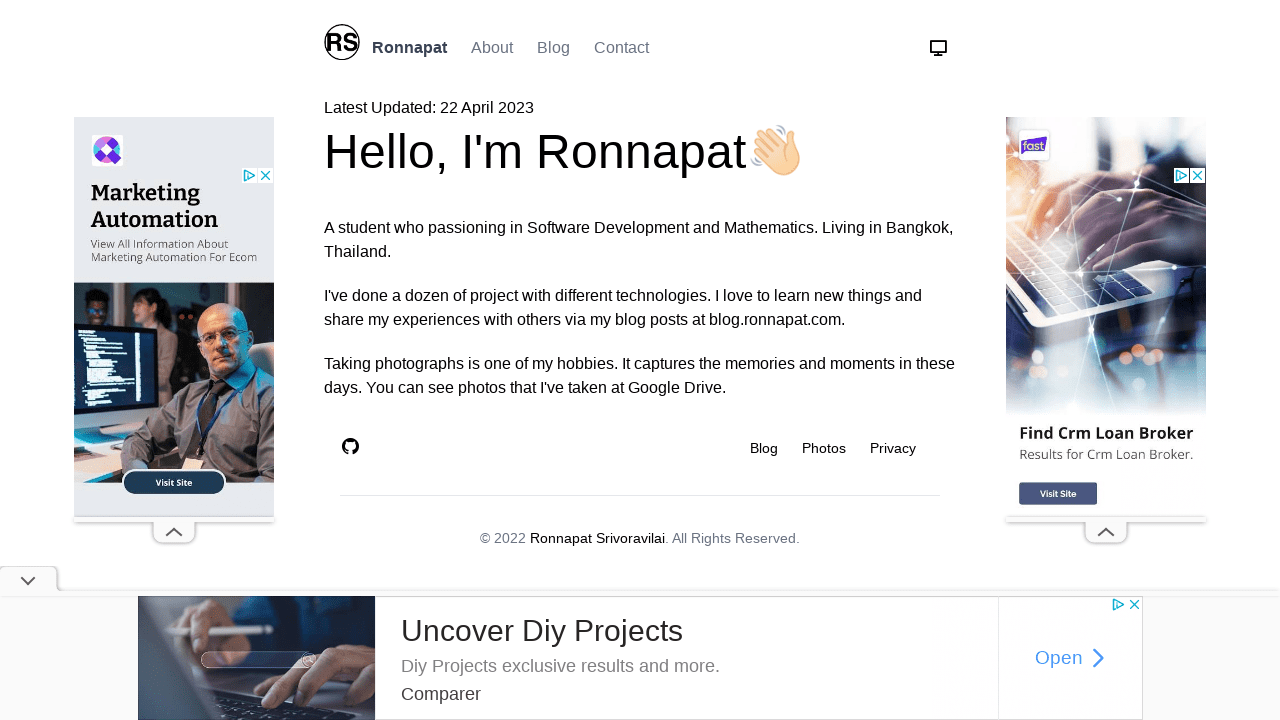 RS Ronnapat About Blog Contact
Latest Updated: 22 April 2023
Hello, I'm Ronnapat👋🏼
A student who passioning in Software Development and Mathematics. Living in Bangkok,
Thailand.
I've done a dozen of project with different technologies. I love to learn new things and
share my experiences with others via my blog posts at blog.ronnapat.com.
Taking photographs is one of my hobbies. It captures the memories and moments in these
days. You can see photos that I've taken at Google Drive.
Blog Photos Privacy
© 2022 Ronnapat Srivoravilai. All Rights Reserved.
Marketing
Automation
View All Information About
Marketing Automation For Ecom
Visit Site
fast
Find Crm Loan Broker
Results for Crm Loan Broker.
Visit Site
Uncover Diy Projects
Diy Projects exclusive results and more.
Comparer
Open